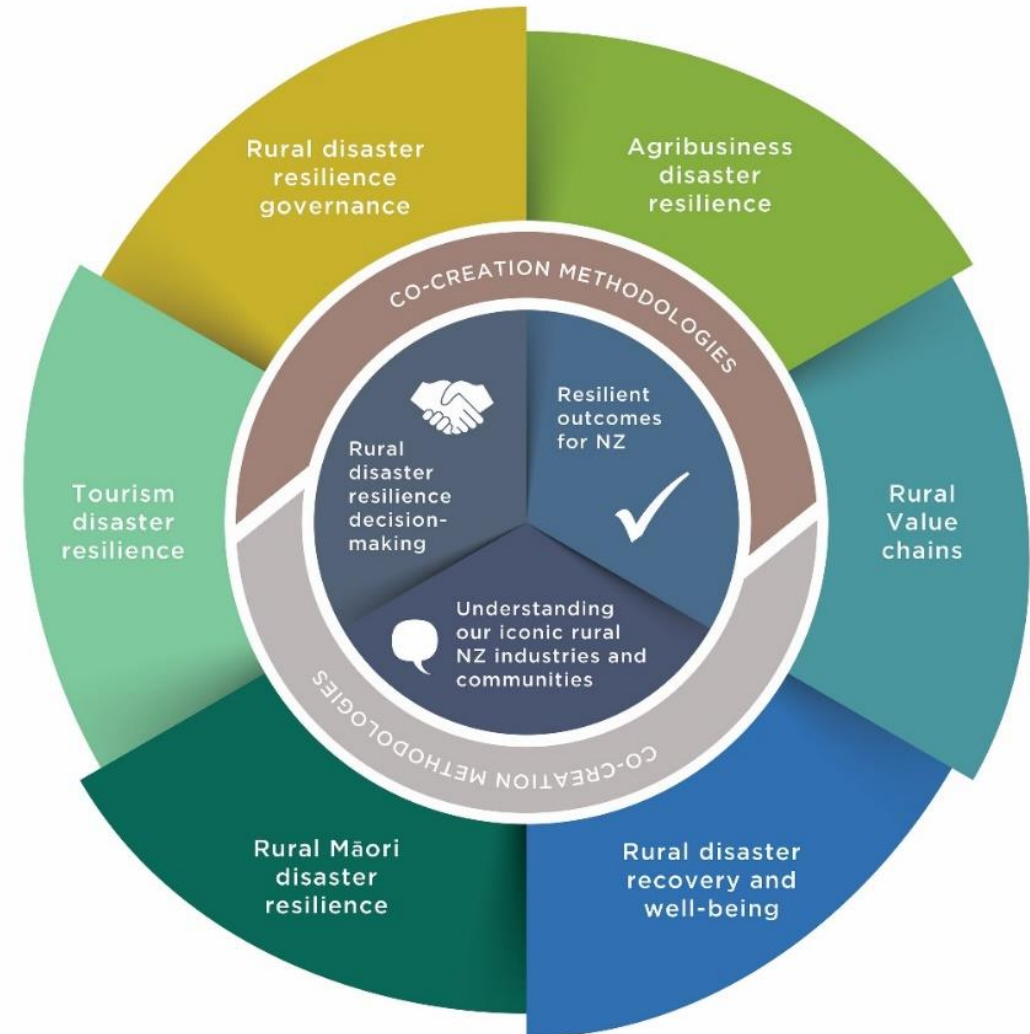 Rural disaster
resilience
governance
Agribusiness
disaster
resilience
CO-CREATION METHODOLOGIES
Rural
disaster
resilience
decision-
making
Resilient
outcomes
for NZ
Tourism
disaster
resilience
Rural
Value
chains
Understanding
our iconic rural
NZ industries and
communities
CO-CREATION METHODOLOGIES
Rural Māori
disaster
resilience
Rural disaster
recovery and
well-being